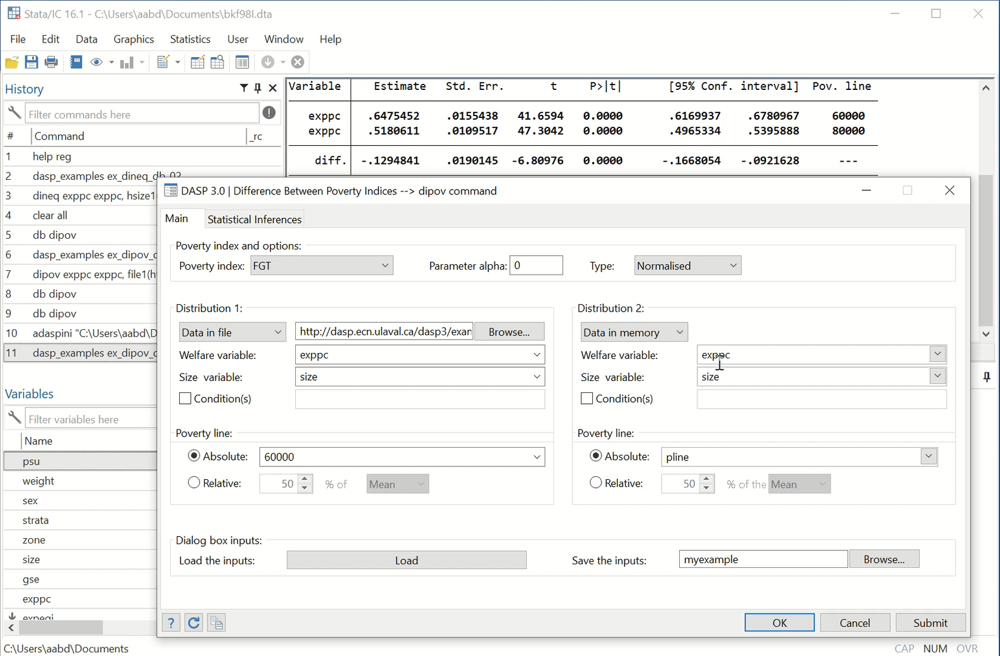 Stata/IC 16.1 - C:\Users\aabd\Documents\bkf98I.dta
File Edit Data Graphics Statistics User Window Help
History
Filter commands here
# Command _rc
1 help reg
2 dasp_examples ex_dineq_db_02
3 dineq exppc exppc, hsize1
4 clear all
5 db dipov
6 dasp_examples ex_dipov_
7 dipov exppc exppc, file1(h
8 db dipov
9 db dipov
10 adaspini "C:\Users\aabd\D
11 dasp_examples ex_dipov_
Variables
Filter variables here
Name
psu
weight
sex
strata
zone
size
gse
exppc
expeqi
Variable Estimate Std. Err. t P>|t| [95% Conf. interval] Pov. line
exppc .6475452 .0155438 41.6594 0.0000 .6169937 .6780967 60000
exppc .5180611 .0109517 47.3042 0.0000 .4965334 .5395888 80000
diff. -.1294841 .0190145 -6.80976 0.0000 -.1668054 -.0921628 ---
DASP 3.0 | Difference Between Poverty Indices --> dipov command
Main Statistical Inferences
Poverty index and options:
Poverty index: FGT Parameter alpha: 0 Type: Normalised
Distribution 1:
Data in file http://dasp.ecn.ulaval.ca/dasp3/exan Browse...
Welfare variable: exppc
Size variable: size
Condition(s)
Poverty line:
Absolute: 60000
Relative: 50 % of Mean
Distribution 2:
Data in memory
Welfare variable: exppc
Size variable: size
Condition(s)
Poverty line:
Absolute: pline
Relative: 50 % of the Mean
Dialog box inputs:
Load the inputs: Load Save the inputs: myexample Browse...
? OK Cancel Submit
C:\Users\aabd\Documents CAP NUM OVR